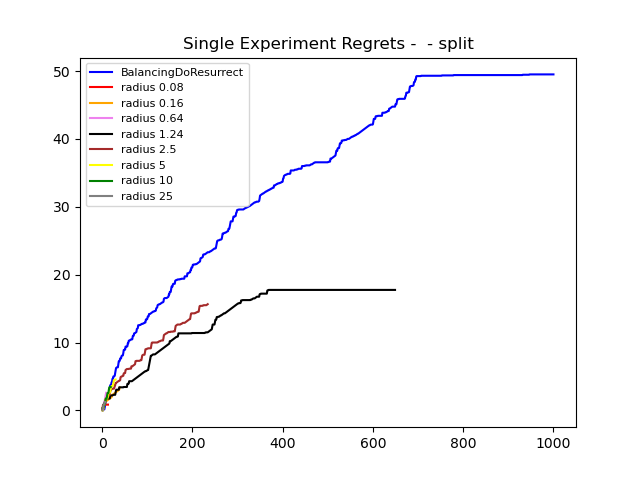 Single Experiment Regrets -  - split
50
40
30
20
10
0
BalancingDoResurrect
radius 0.08
radius 0.16
radius 0.64
radius 1.24
radius 2.5
radius 5
radius 10
radius 25
0 200 400 600 800 1000